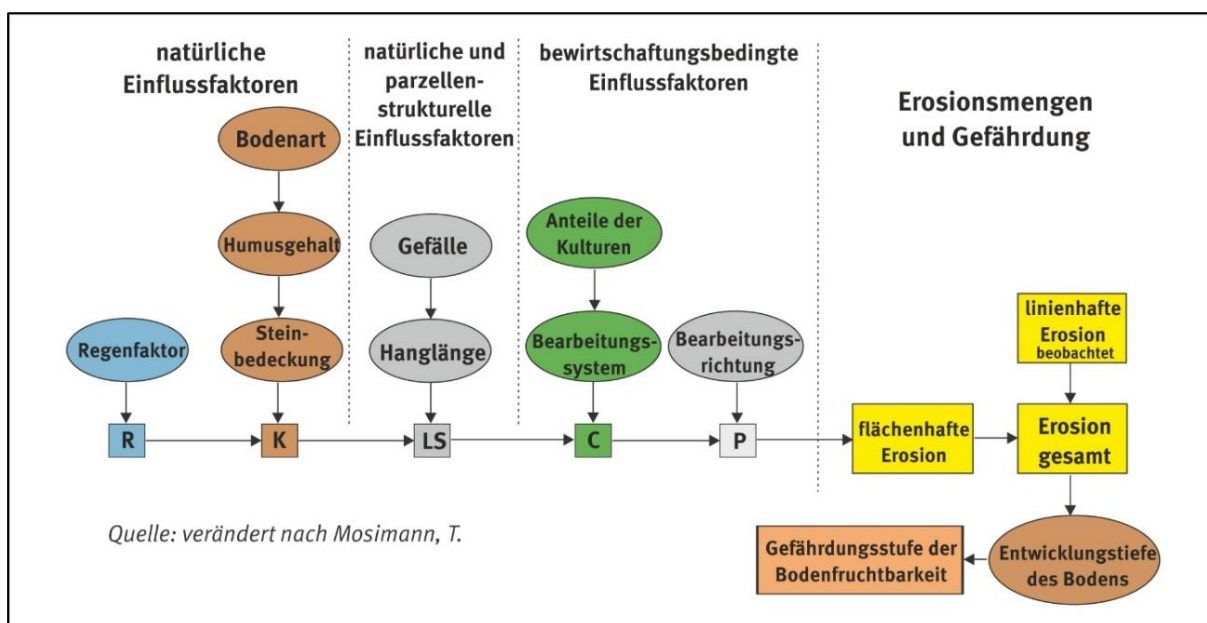 natürliche
Einflussfaktoren
Bodenart
Humusgehalt
Stein-
bedeckung
Regenfaktor
R
K
natürliche und
parzellen-
strukturelle
Einflussfaktoren
Gefälle
Hanglänge
LS
bewirtschaftungsbedingte
Einflussfaktoren
Anteile der
Kulturen
Bearbeitungs-
system
Bearbeitungs-
richtung
C
P
Erosionsmengen
und Gefährdung
linienhafte
Erosion
beobachtet
flächenhafte
Erosion
Erosion
gesamt
Entwicklungstiefe
des Bodens
Gefährdungsstufe der
Bodenfruchtbarkeit
Quelle: verändert nach Mosimann, T.